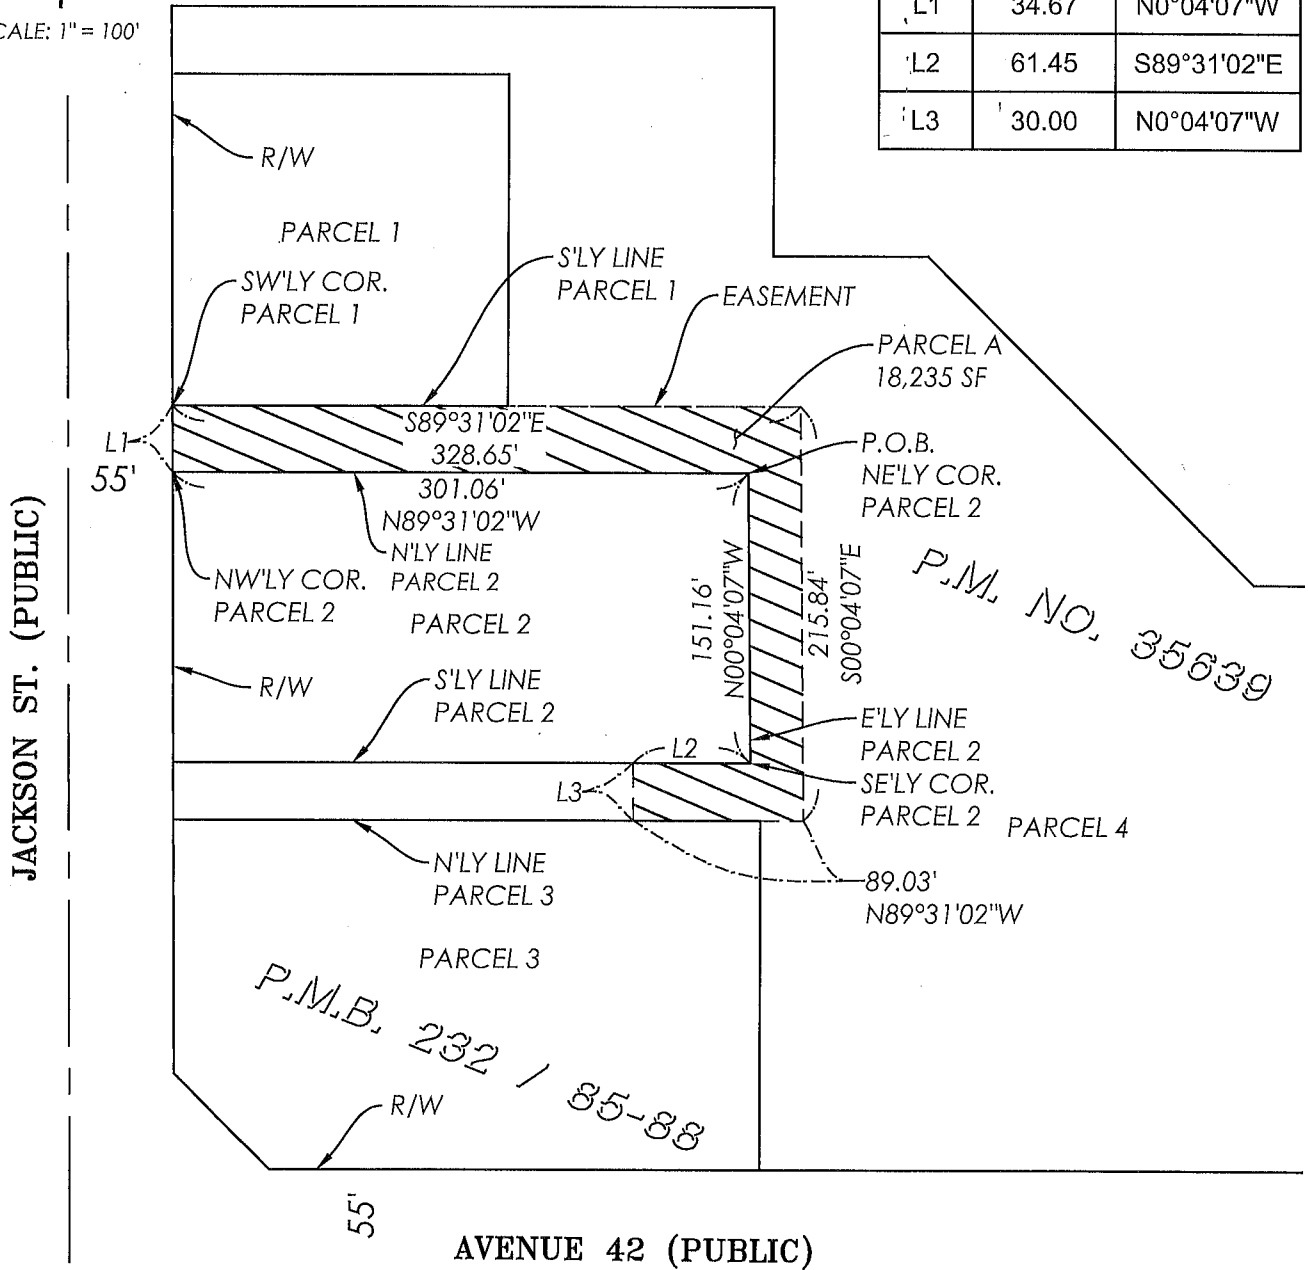 CALE: 1" = 100'
L1 34.67 N0°04'07"W
L2 61.45 S89°31'02"E
L3 30.00 N0°04'07"W
R/W
PARCEL 1
SW'LY COR.
PARCEL 1
S'LY LINE
PARCEL 1
EASEMENT
PARCEL A
18,235 SF
L1
55'
S89°31'02"E
328.65'
301.06'
N89°31'02"W
P.O.B.
NE'LY COR.
PARCEL 2
N'LY LINE
PARCEL 2
NW'LY COR.
PARCEL 2
PARCEL 2
151.16'
N00°04'07"W
215.84'
S00°04'07"E
P.M. NO. 35639
JACKSON ST. (PUBLIC)
R/W
S'LY LINE
PARCEL 2
L2
E'LY LINE
PARCEL 2
SE'LY COR.
PARCEL 2
L3
PARCEL 4
N'LY LINE
PARCEL 3
89.03'
N89°31'02"W
PARCEL 3
P.M.B. 232 / 85-88
R/W
55'
AVENUE 42 (PUBLIC)